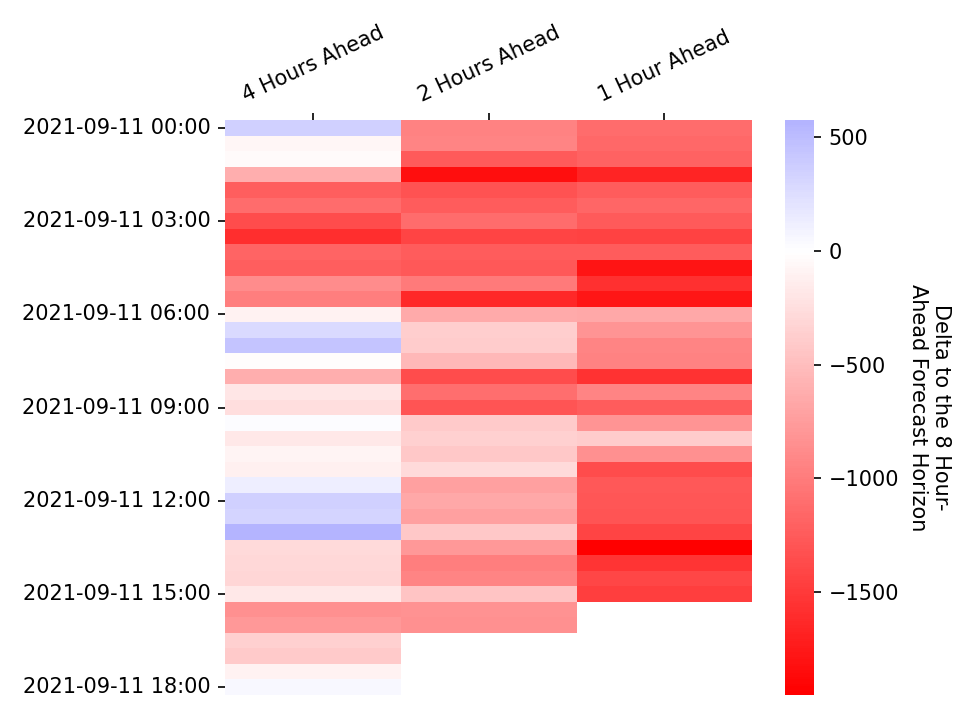 4 Hours Ahead
2 Hours Ahead
1 Hour Ahead
2021-09-11 00:00
2021-09-11 03:00
2021-09-11 06:00
2021-09-11 09:00
2021-09-11 12:00
2021-09-11 15:00
2021-09-11 18:00
500
0
−500
−1000
−1500
Delta to the 8 Hour-
Ahead Forecast Horizon